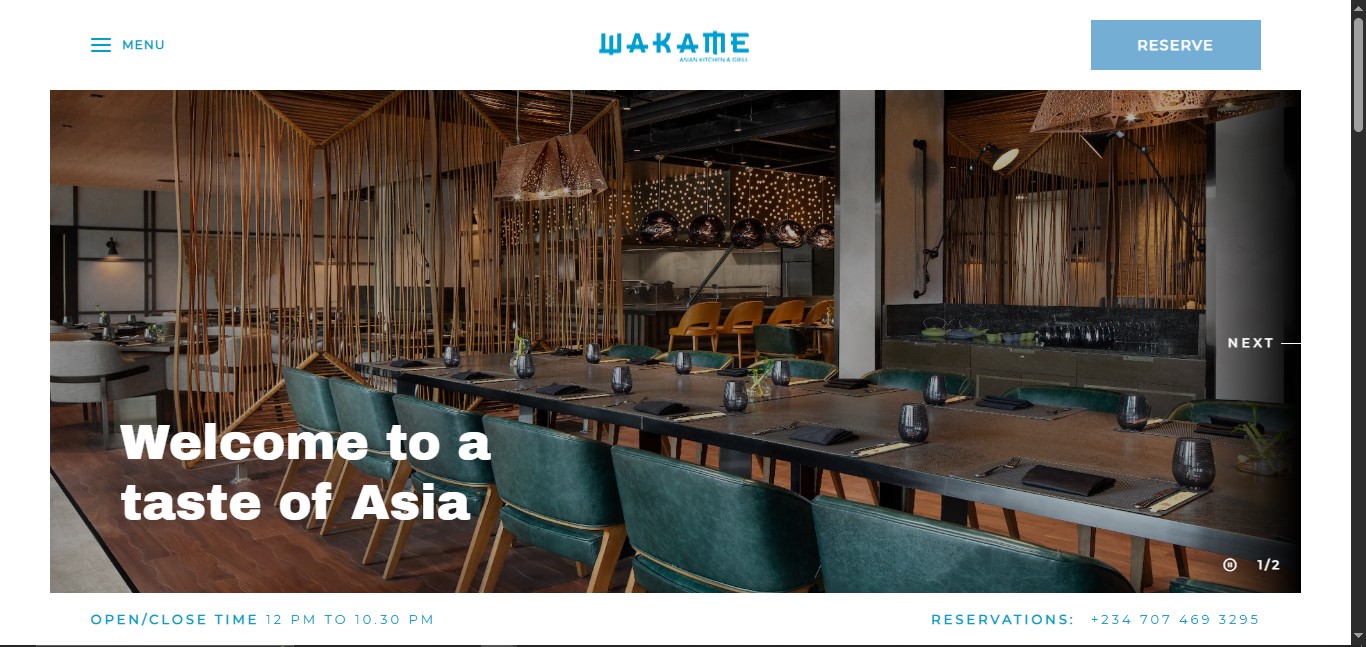 MENU
WAKAME
ASIAN KITCHEN & GRILL
RESERVE
NEXT
Welcome to a
taste of Asia
1/2
OPEN/CLOSE TIME 12 PM TO 10.30 PM
RESERVATIONS: +234 707 469 3295